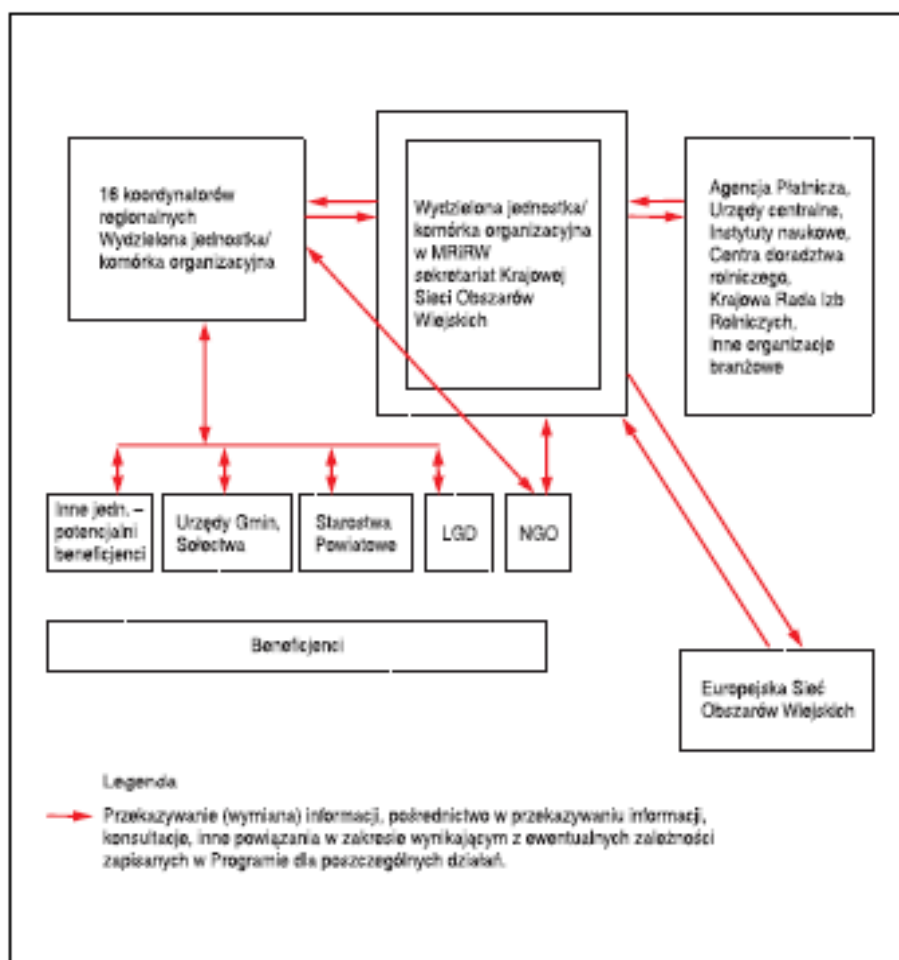 16 koordynatorów
regionalnych
Wydzielona jednostka/
komórka organizacyjna
Wydzielona jednostka/
komórka organizacyjna
w MRiRW
sekretariat Krajowej
Sieci Obszarów
Wiejskich
Agencja Płatnicza,
Urzędy centralne,
Instytuty naukowe,
Centra doradztwa
rolniczego,
Krajowa Rada Izb
Rolniczych,
Inne organizacje
branżowe
Inne jedn. –
potencjalni
beneficjenci
Urzędy Gmin,
Sołectwa
Starostwa
Powiatowe
LGD
NGO
Beneficjenci
Europejska Sieć
Obszarów Wiejskich
Legenda
Przekazywanie (wymiana) informacji, pośrednictwo w przekazywaniu informacji,
konsultacje, inne powiązania w zakresie wynikającym z ewentualnych zależności
zapisanych w Programie dla poszczególnych działań.